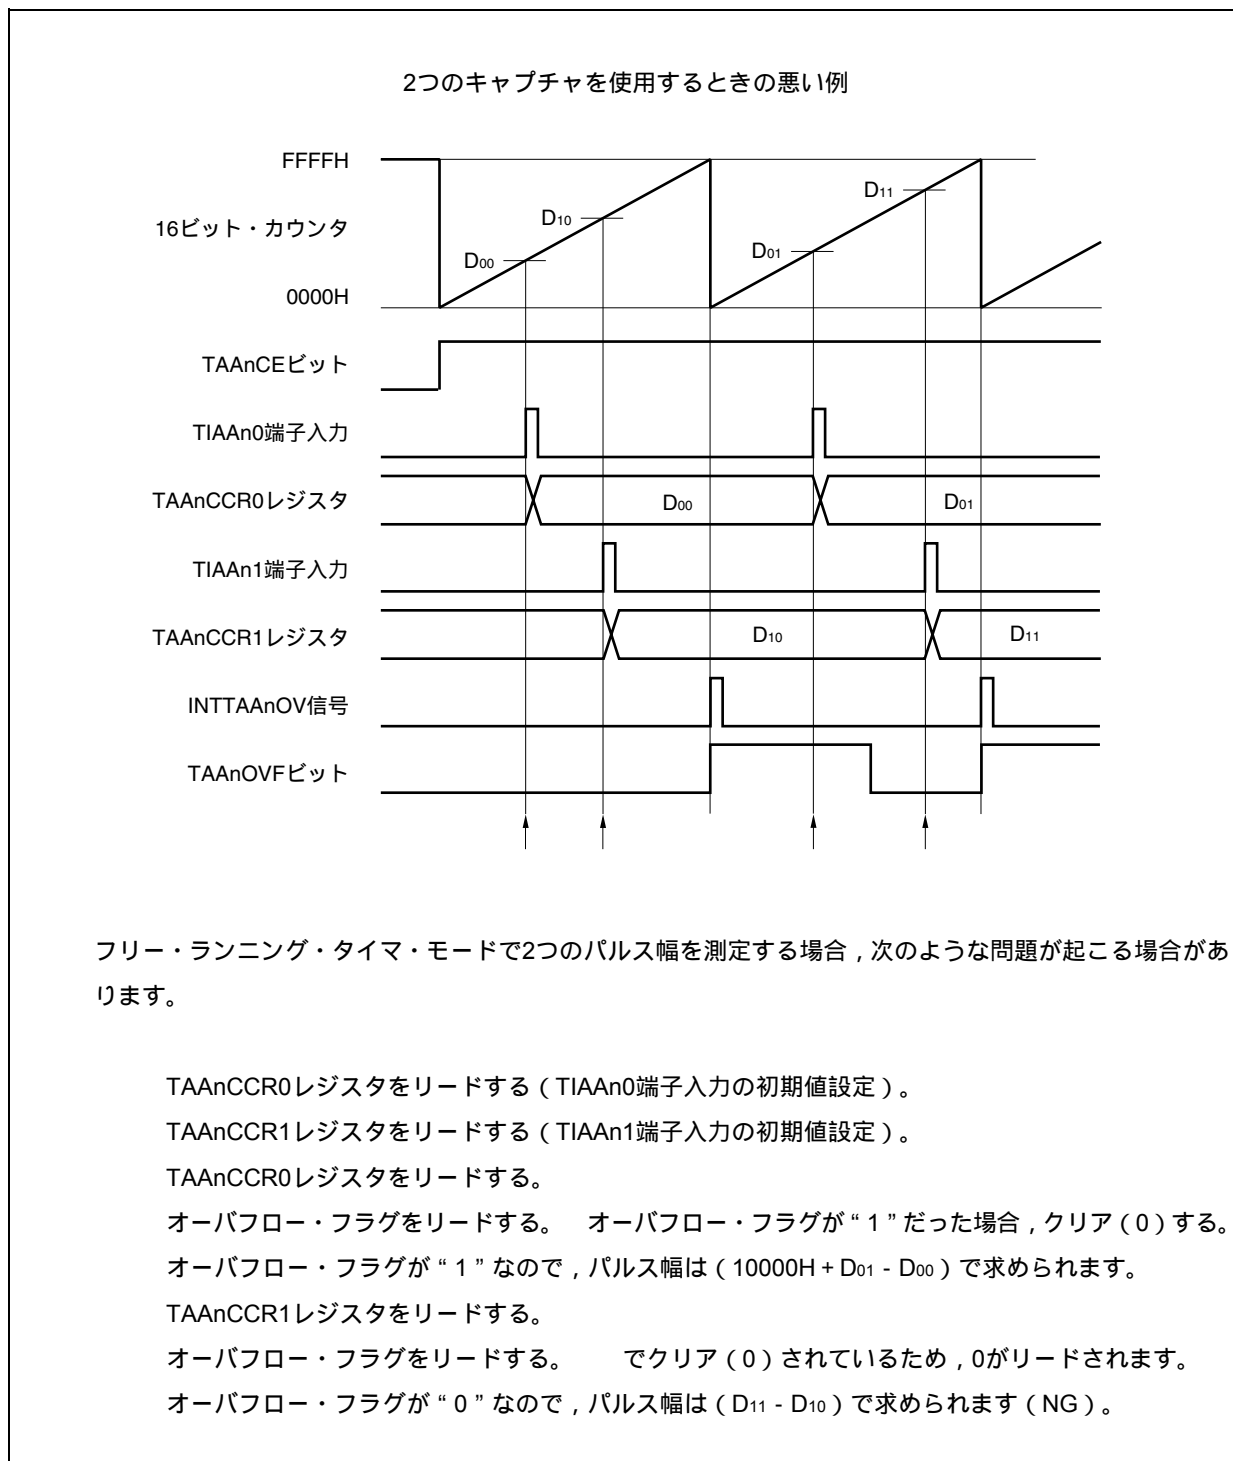 2つのキャプチャを使用するときの悪い例
FFFFH
16ビット・カウンタ
0000H
D10
D00
D11
D01
TAAnCEビット
TIAAn0端子入力
TAAnCCR0レジスタ
D00
D01
TIAAn1端子入力
TAAnCCR1レジスタ
D10
D11
INTTAAnOV信号
TAAnOVFビット
フリー・ランニング・タイマ・モードで2つのパルス幅を測定する場合，次のような問題が起こる場合があ
ります。
TAAnCCR0レジスタをリードする（TIAAn0端子入力の初期値設定）。
TAAnCCR1レジスタをリードする（TIAAn1端子入力の初期値設定）。
TAAnCCR0レジスタをリードする。
オーバフロー・フラグをリードする。　オーバフロー・フラグが“1”だった場合，クリア（0）する。
オーバフロー・フラグが“1”なので，パルス幅は（10000H + D01 - D00）で求められます。
TAAnCCR1レジスタをリードする。
オーバフロー・フラグをリードする。　　でクリア（0）されているため，0がリードされます。
オーバフロー・フラグが“0”なので，パルス幅は（D11 - D10）で求められます（NG）。